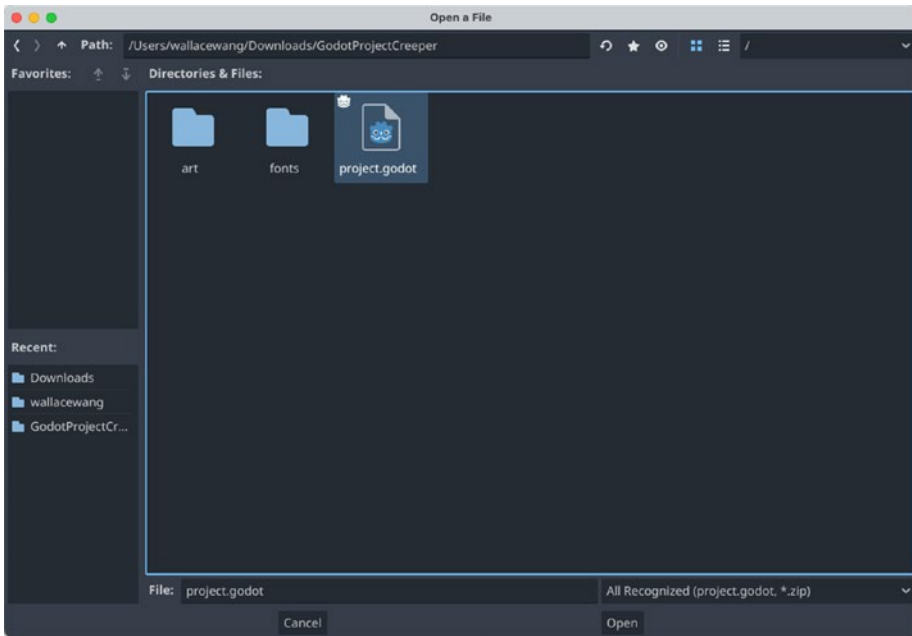 Open a File
Path: /Users/wallacewang/Downloads/GodotProjectCreeper /
Favorites: Directories & Files:
art fonts project.godot
Recent:
Downloads
wallacewang
GodotProjectCr...
File: project.godot All Recognized (project.godot, *.zip)
Cancel Open